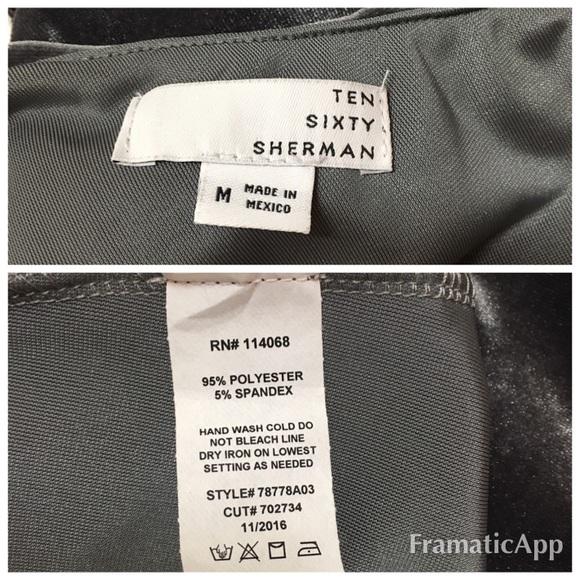 TEN
SIXTY
SHERMAN
M MADE IN
MEXICO
RN# 114068
95% POLYESTER
5% SPANDEX
HAND WASH COLD DO
NOT BLEACH LINE
DRY IRON ON LOWEST
SETTING AS NEEDED
STYLE# 78778A03
CUT# 702734
11/2016
FramaticApp